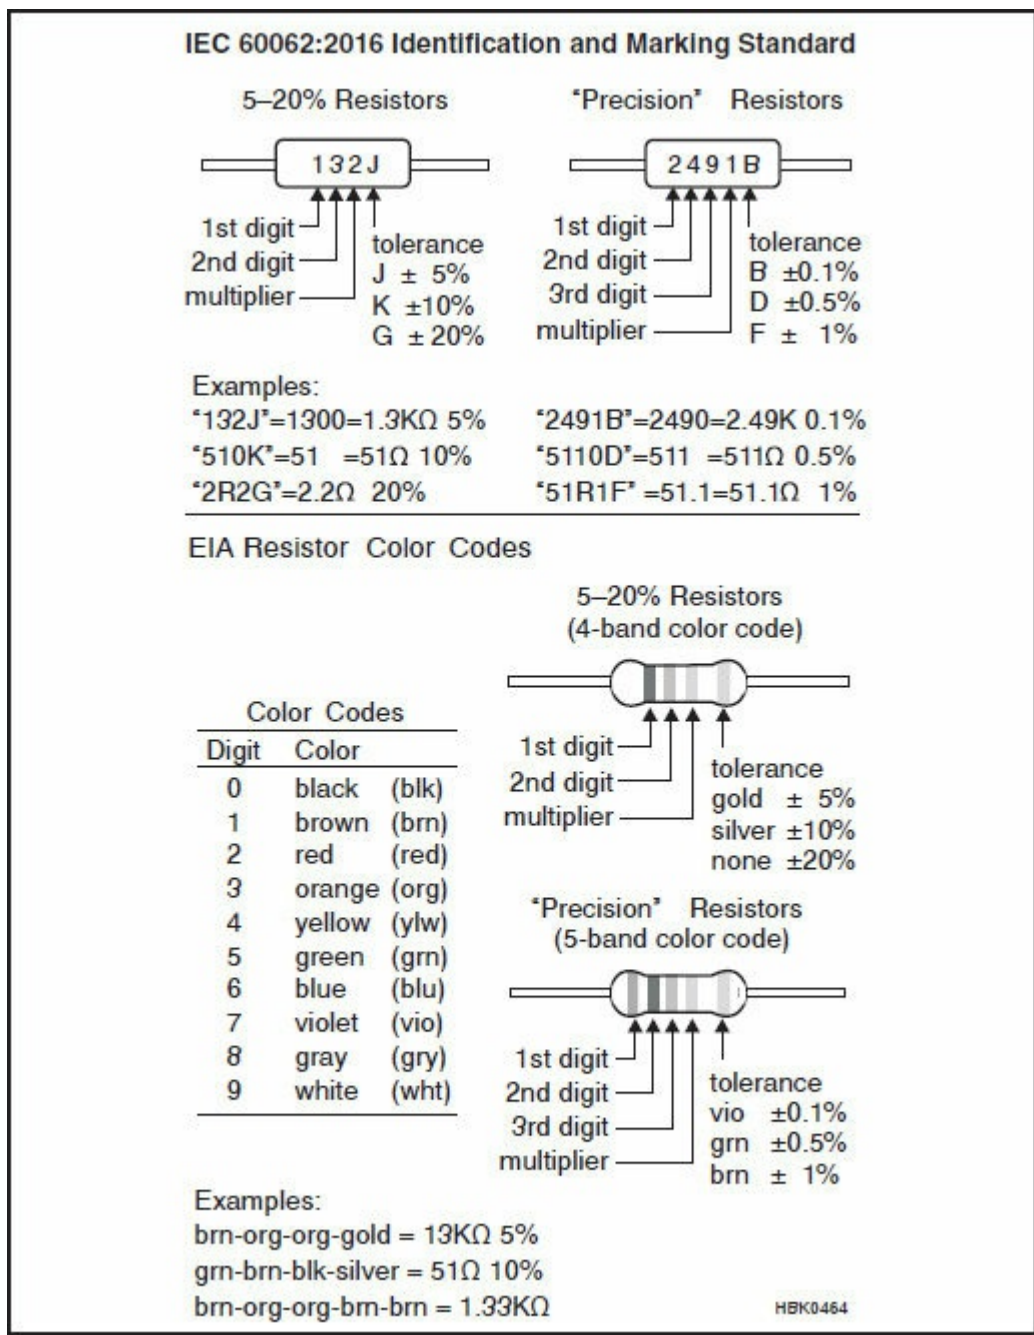 IEC 60062:2016 Identification and Marking Standard
5–20% Resistors
132J
1st digit
2nd digit
multiplier
tolerance
J ± 5%
K ±10%
G ± 20%
"Precision" Resistors
2491B
1st digit
2nd digit
3rd digit
multiplier
tolerance
B ±0.1%
D ±0.5%
F ± 1%
Examples:
"132J"=1300=1.3KΩ 5%
"510K"=51 =51Ω 10%
"2R2G"=2.2Ω 20%
"2491B"=2490=2.49K 0.1%
"5110D"=511 =511Ω 0.5%
"51R1F" =51.1=51.1Ω 1%
EIA Resistor Color Codes
Color Codes
Digit Color
0 black (blk)
1 brown (brn)
2 red (red)
3 orange (org)
4 yellow (ylw)
5 green (grn)
6 blue (blu)
7 violet (vio)
8 gray (gry)
9 white (wht)
5–20% Resistors
(4-band color code)
1st digit
2nd digit
multiplier
tolerance
gold ± 5%
silver ±10%
none ±20%
"Precision" Resistors
(5-band color code)
1st digit
2nd digit
3rd digit
multiplier
tolerance
vio ±0.1%
grn ±0.5%
brn ± 1%
Examples:
brn-org-org-gold = 13KΩ 5%
grn-brn-blk-silver = 51Ω 10%
brn-org-org-brn-brn = 1.33KΩ
HBK0464